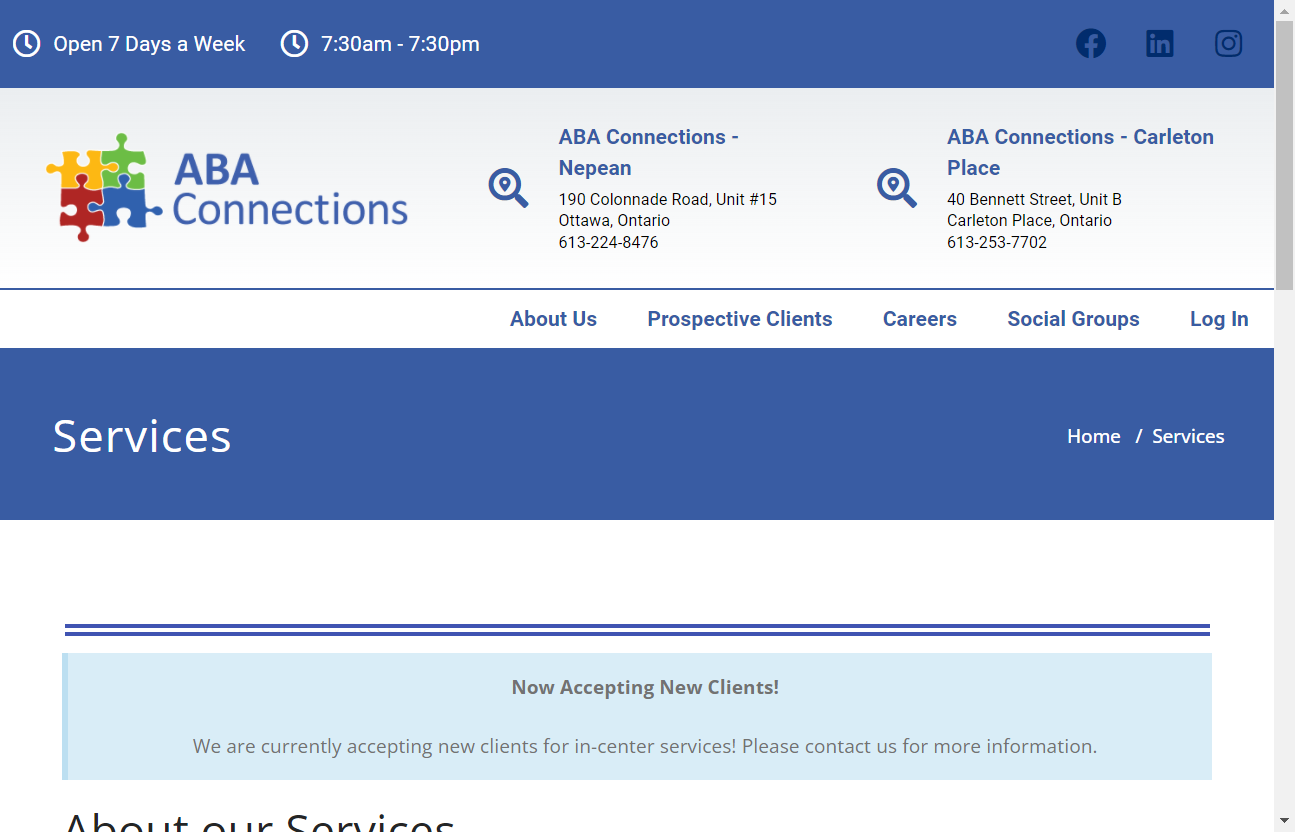 Open 7 Days a Week
7:30am - 7:30pm
ABA
Connections
ABA Connections -
Nepean
190 Colonnade Road, Unit #15
Ottawa, Ontario
613-224-8476
ABA Connections - Carleton
Place
40 Bennett Street, Unit B
Carleton Place, Ontario
613-253-7702
About Us
Prospective Clients
Careers
Social Groups
Log In
Services
Home / Services
Now Accepting New Clients!
We are currently accepting new clients for in-center services! Please contact us for more information.
About our Services